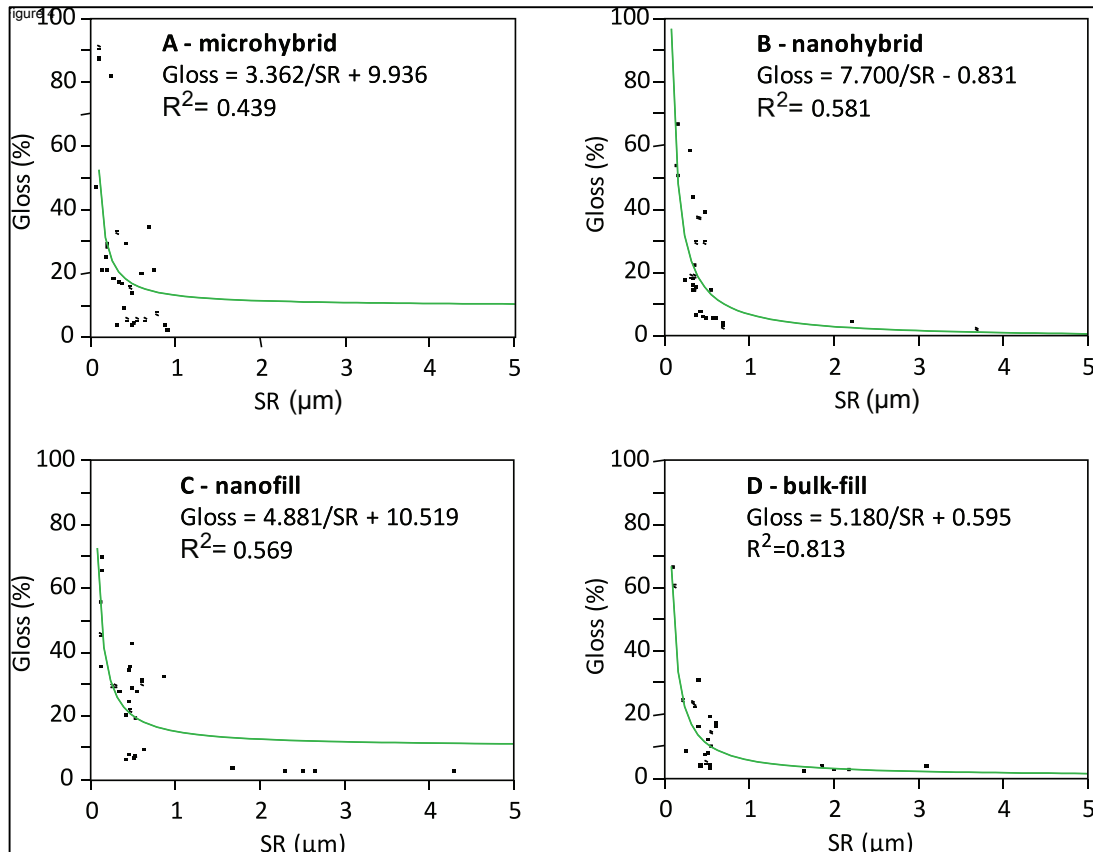 Figure 4
A - microhybrid
Gloss = 3.362/SR + 9.936
R²= 0.439
Gloss (%)
100
80
60
40
20
0
0 1 2 3 4 5
SR (µm)
B - nanohybrid
Gloss = 7.700/SR - 0.831
R²= 0.581
Gloss (%)
100
80
60
40
20
0
0 1 2 3 4 5
SR (µm)
C - nanofill
Gloss = 4.881/SR + 10.519
R²= 0.569
Gloss (%)
100
80
60
40
20
0
0 1 2 3 4 5
SR (µm)
D - bulk-fill
Gloss = 5.180/SR + 0.595
R²=0.813
Gloss (%)
100
80
60
40
20
0
0 1 2 3 4 5
SR (µm)